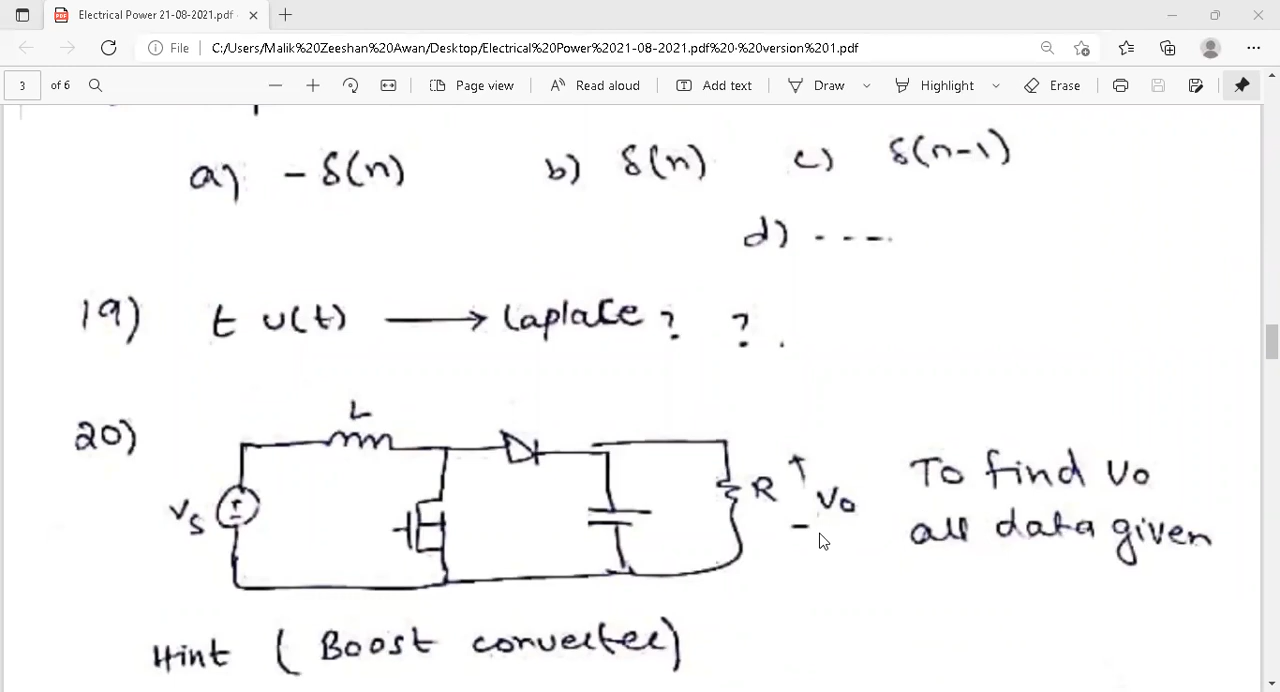 Electrical Power 21-08-2021.pdf
File
C:/Users/Malik%20Zeeshan%20Awan/Desktop/Electrical%20Power%2021-08-2021.pdf%20-%20version%201.pdf
3 of 6
Page view
Read aloud
Add text
Draw
Highlight
Erase
a) - δ(n) b) δ(n) c) δ(n-1)
d) ----
19) t u(t) → Laplace ? ? .
20)
L
Vs
+
-
R
Vo
-
To find Vo
all data given
Hint ( Boost converter)